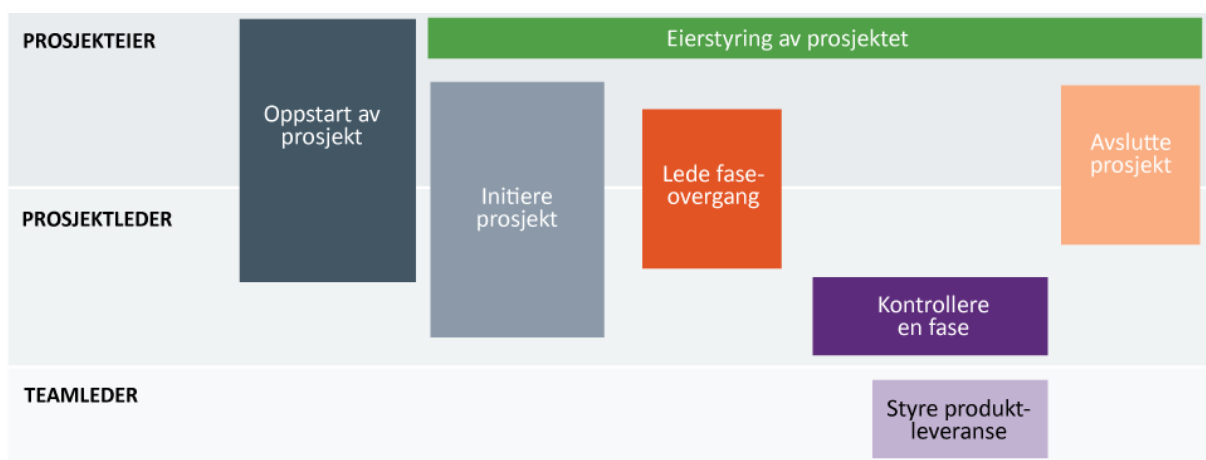 PROSJEKTEIER
Eierstyring av prosjektet
Oppstart av
prosjekt
Initiere
prosjekt
Lede fase-
overgang
Avslutte
prosjekt
PROSJEKTLEDER
Kontrollere
en fase
TEAMLEDER
Styre produkt-
leveranse